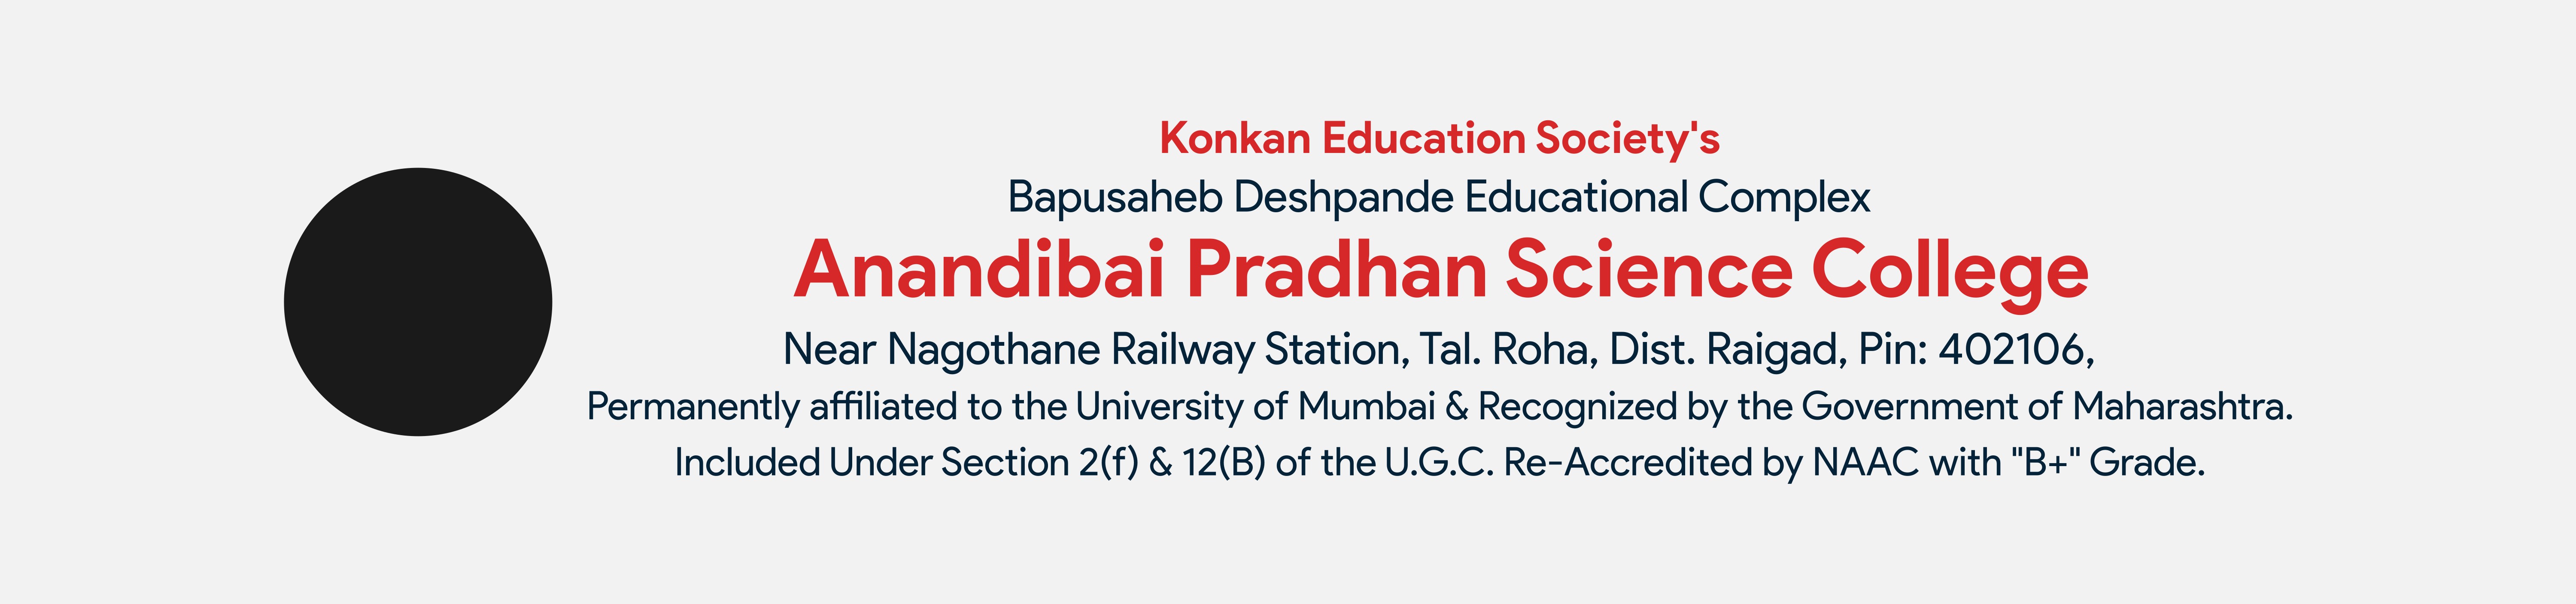 Konkan Education Society's
Bapusaheb Deshpande Educational Complex
Anandibai Pradhan Science College
Near Nagothane Railway Station, Tal. Roha, Dist. Raigad, Pin: 402106,
Permanently affiliated to the University of Mumbai & Recognized by the Government of Maharashtra.
Included Under Section 2(f) & 12(B) of the U.G.C. Re-Accredited by NAAC with "B+" Grade.